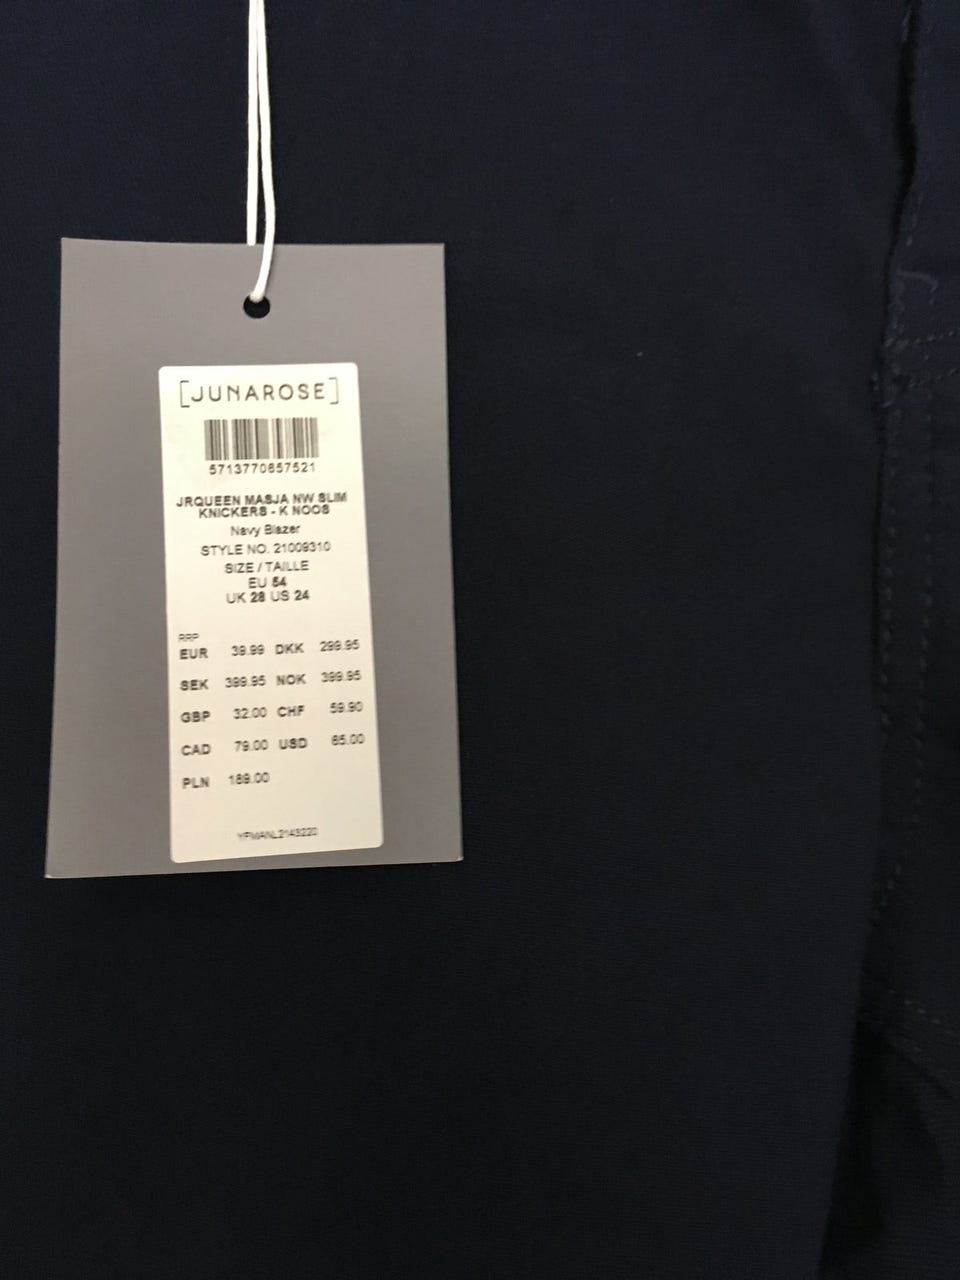 [JUNAROSE]
5713770657521
JRQUEEN MASJA NW SLIM
KNICKERS - K NOOS
Navy Blazer
STYLE NO. 21009310
SIZE / TAILLE
EU 54
UK 28 US 24
RRP
EUR 39.99 DKK 299.95
SEK 399.95 NOK 399.95
GBP 32.00 CHF 59.90
CAD 79.00 USD 65.00
PLN 169.00